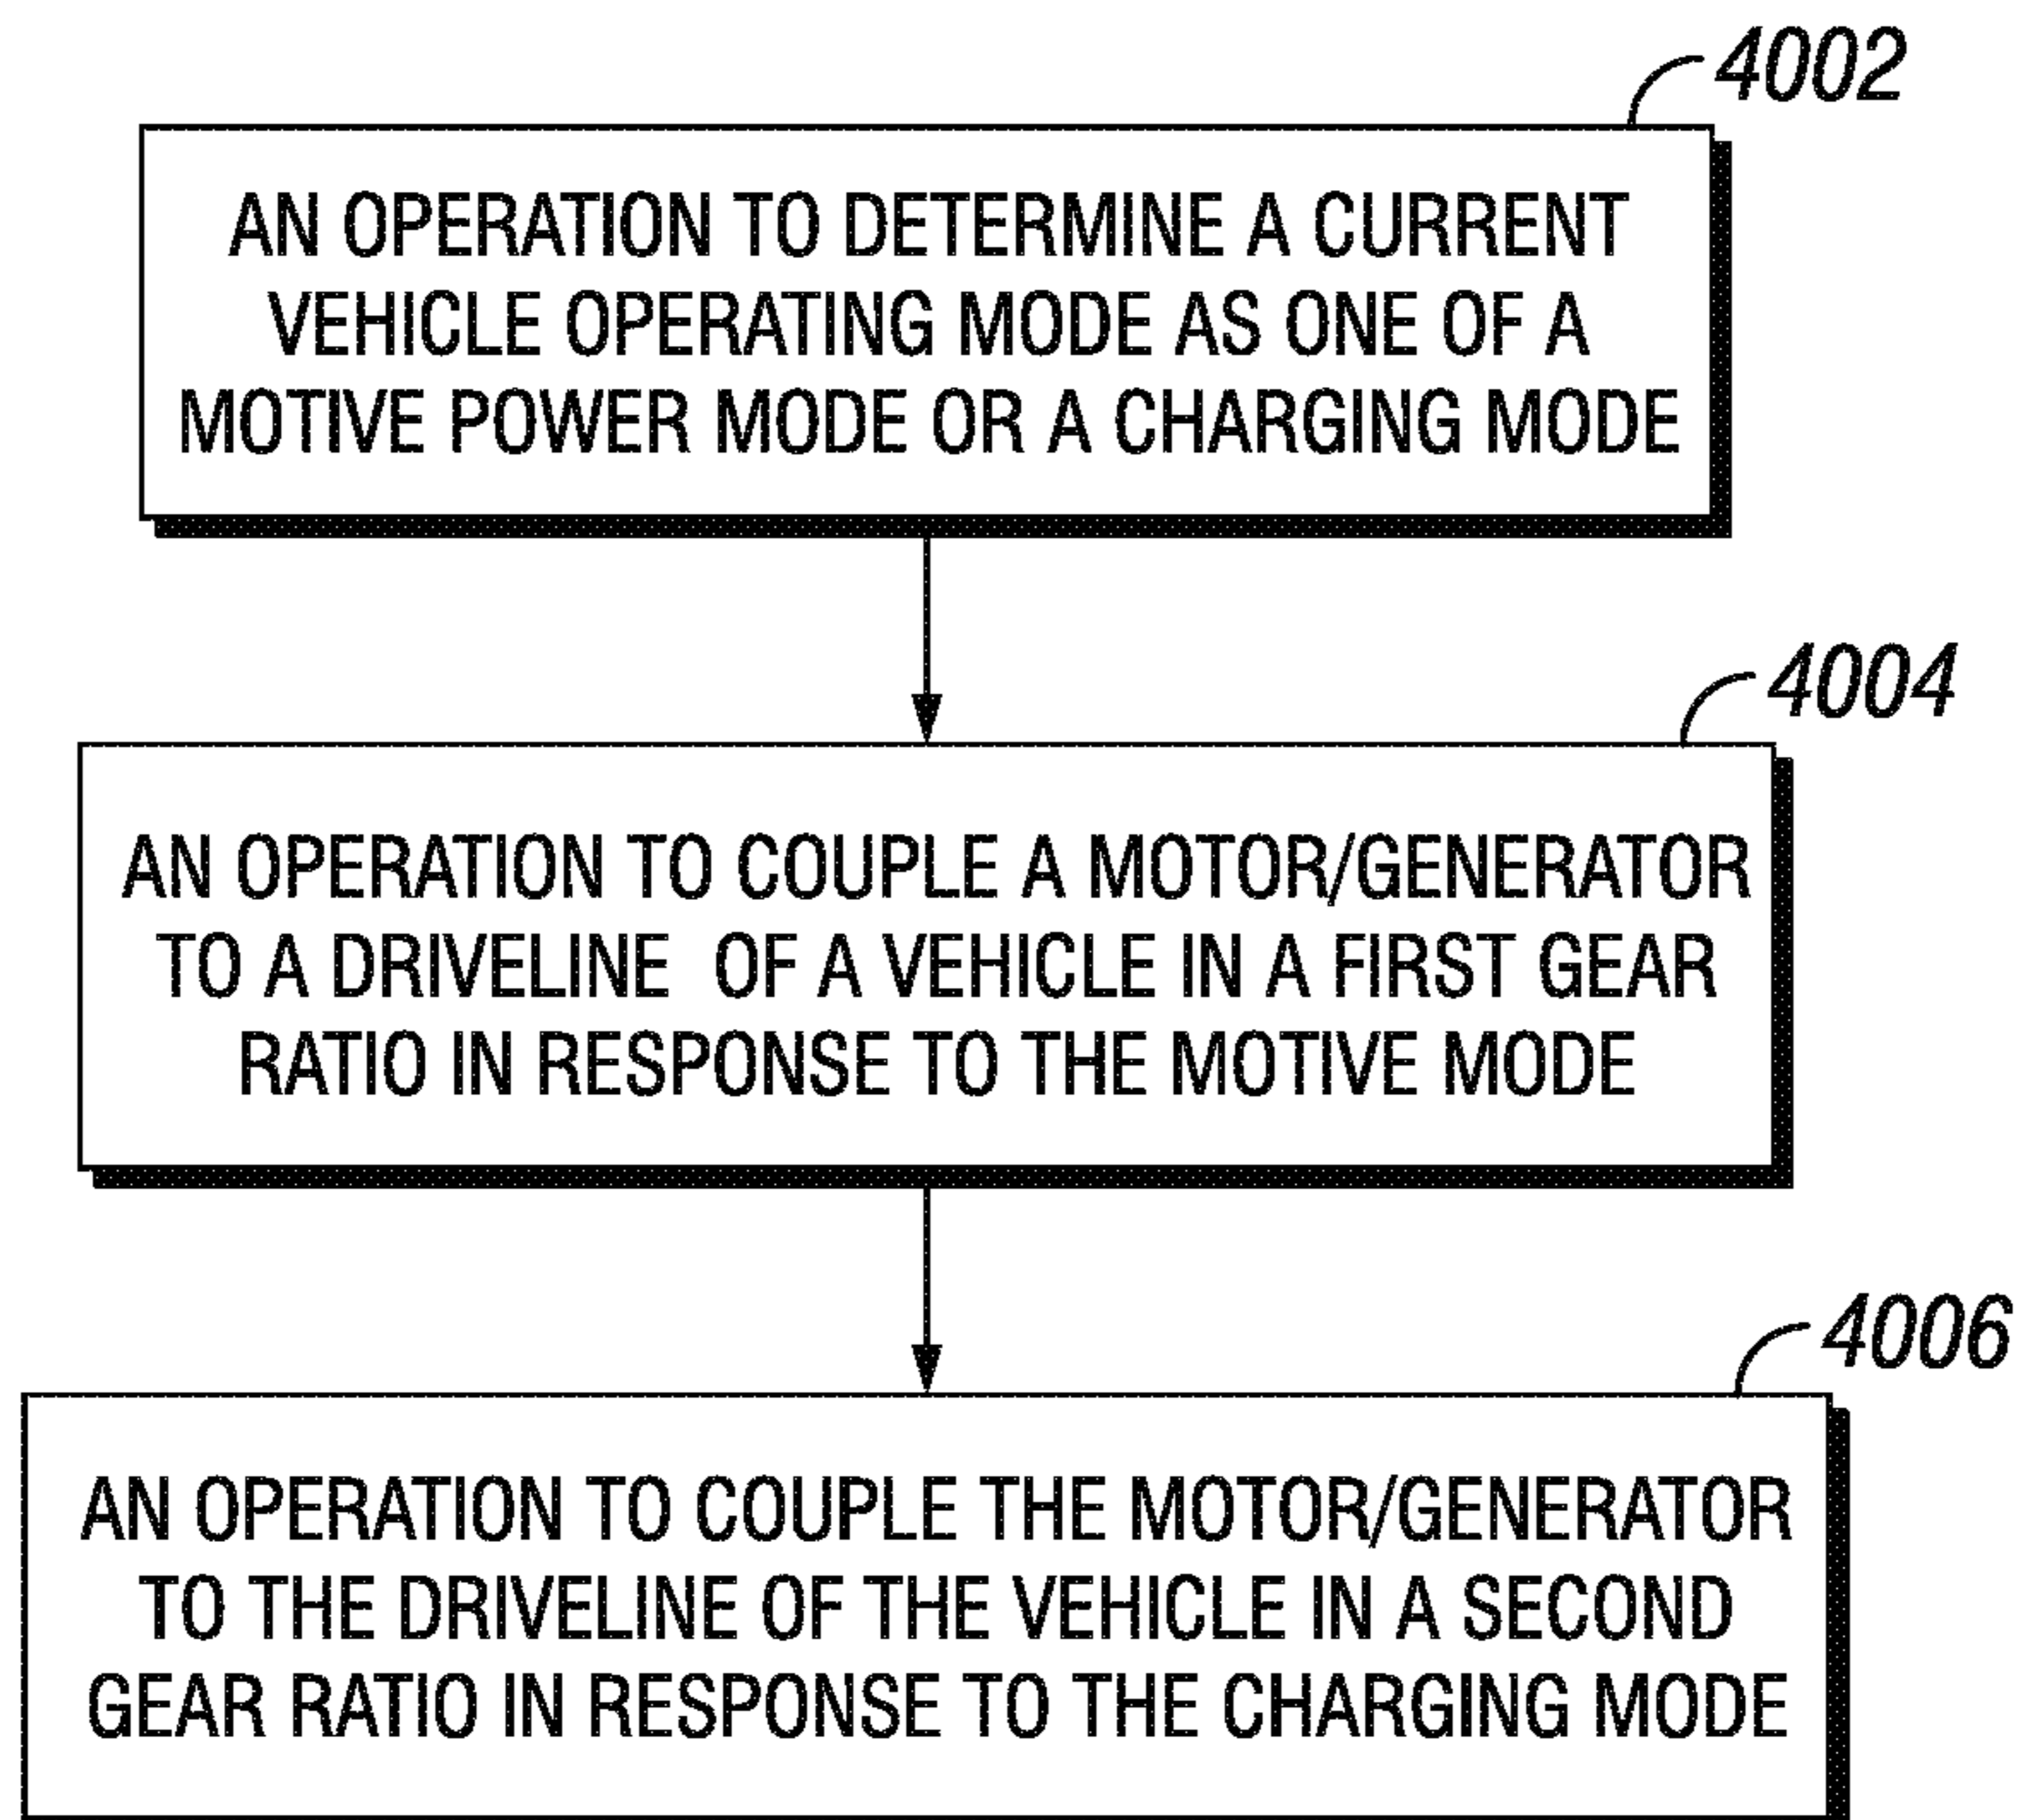 4002
AN OPERATION TO DETERMINE A CURRENT
VEHICLE OPERATING MODE AS ONE OF A
MOTIVE POWER MODE OR A CHARGING MODE
4004
AN OPERATION TO COUPLE A MOTOR/GENERATOR
TO A DRIVELINE OF A VEHICLE IN A FIRST GEAR
RATIO IN RESPONSE TO THE MOTIVE MODE
4006
AN OPERATION TO COUPLE THE MOTOR/GENERATOR
TO THE DRIVELINE OF THE VEHICLE IN A SECOND
GEAR RATIO IN RESPONSE TO THE CHARGING MODE